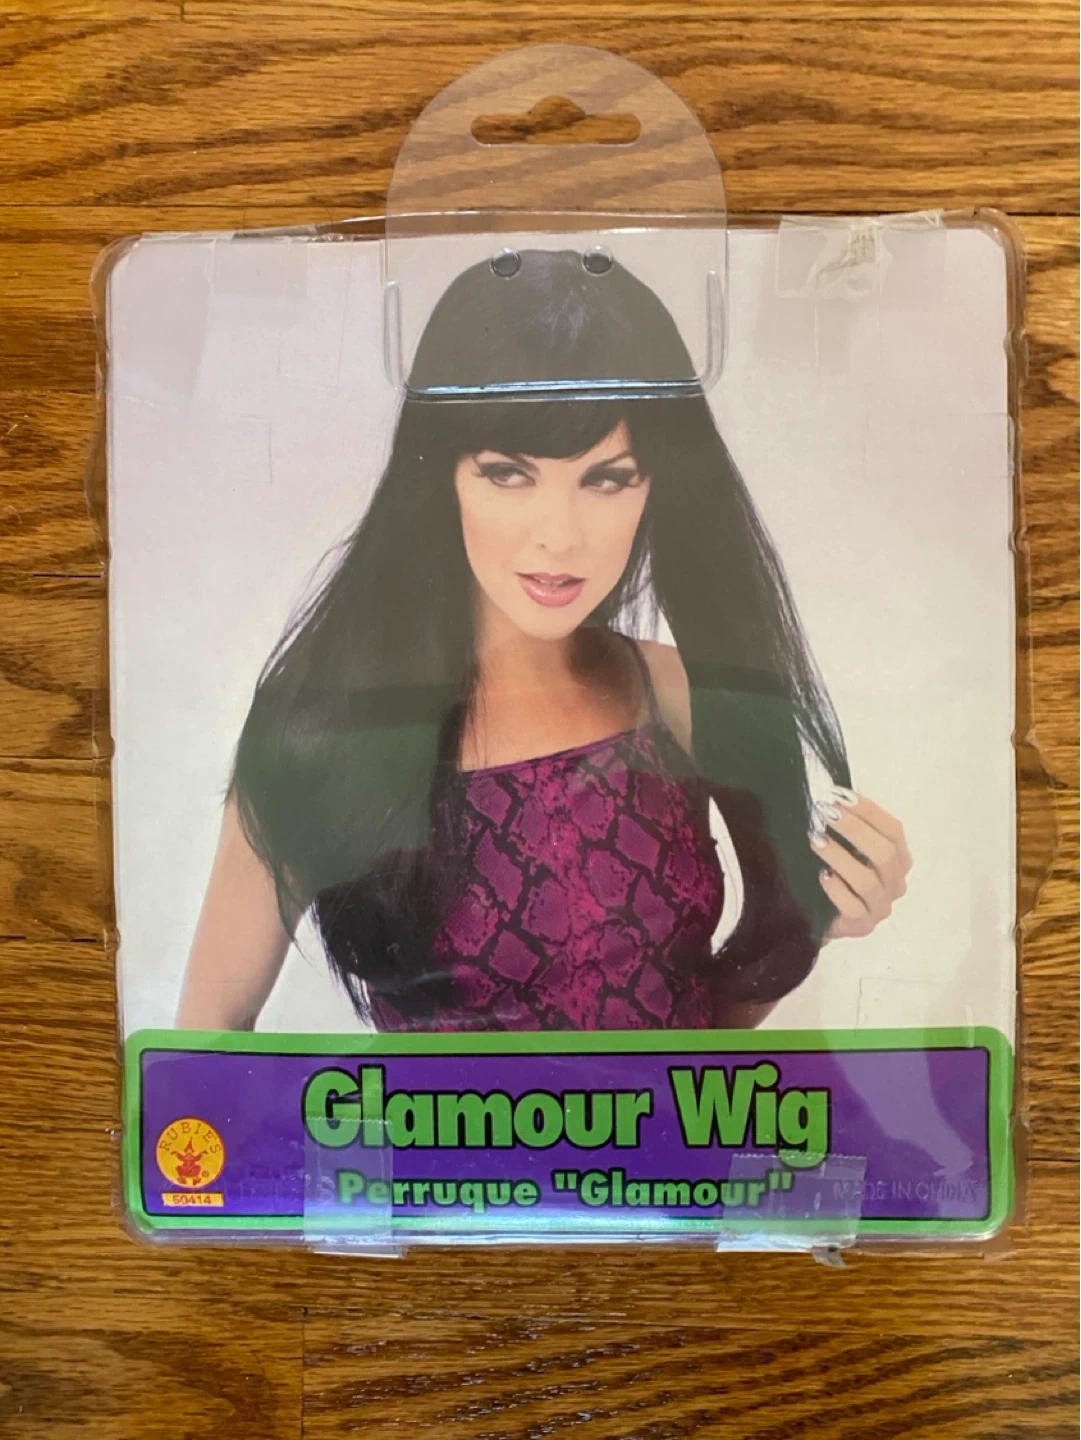 Glamour Wig
RUBIE'S
Perruque "Glamour"
50414
MADE IN CHINA